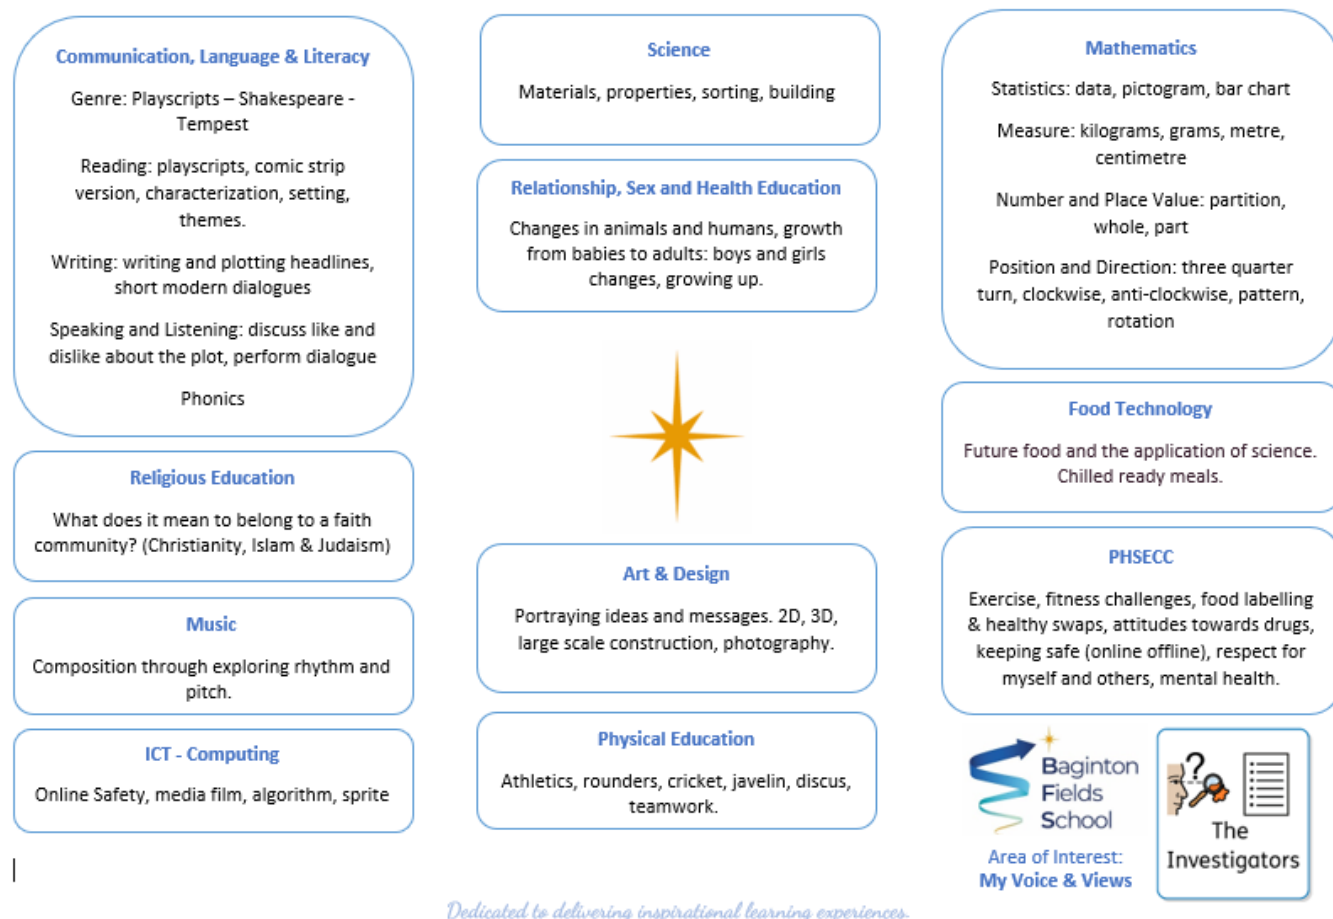 Communication, Language & Literacy
Genre: Playscripts – Shakespeare -
Tempest
Reading: playscripts, comic strip
version, characterization, setting,
themes.
Writing: writing and plotting headlines,
short modern dialogues
Speaking and Listening: discuss like and
dislike about the plot, perform dialogue
Phonics
Religious Education
What does it mean to belong to a faith
community? (Christianity, Islam & Judaism)
Music
Composition through exploring rhythm and
pitch.
ICT - Computing
Online Safety, media film, algorithm, sprite
Science
Materials, properties, sorting, building
Relationship, Sex and Health Education
Changes in animals and humans, growth
from babies to adults: boys and girls
changes, growing up.
Art & Design
Portraying ideas and messages. 2D, 3D,
large scale construction, photography.
Physical Education
Athletics, rounders, cricket, javelin, discus,
teamwork.
Mathematics
Statistics: data, pictogram, bar chart
Measure: kilograms, grams, metre,
centimetre
Number and Place Value: partition,
whole, part
Position and Direction: three quarter
turn, clockwise, anti-clockwise, pattern,
rotation
Food Technology
Future food and the application of science.
Chilled ready meals.
PHSECC
Exercise, fitness challenges, food labelling
& healthy swaps, attitudes towards drugs,
keeping safe (online offline), respect for
myself and others, mental health.
Baginton
Fields
School
Area of Interest:
My Voice & Views
?
The
Investigators
Dedicated to delivering inspirational learning experiences.